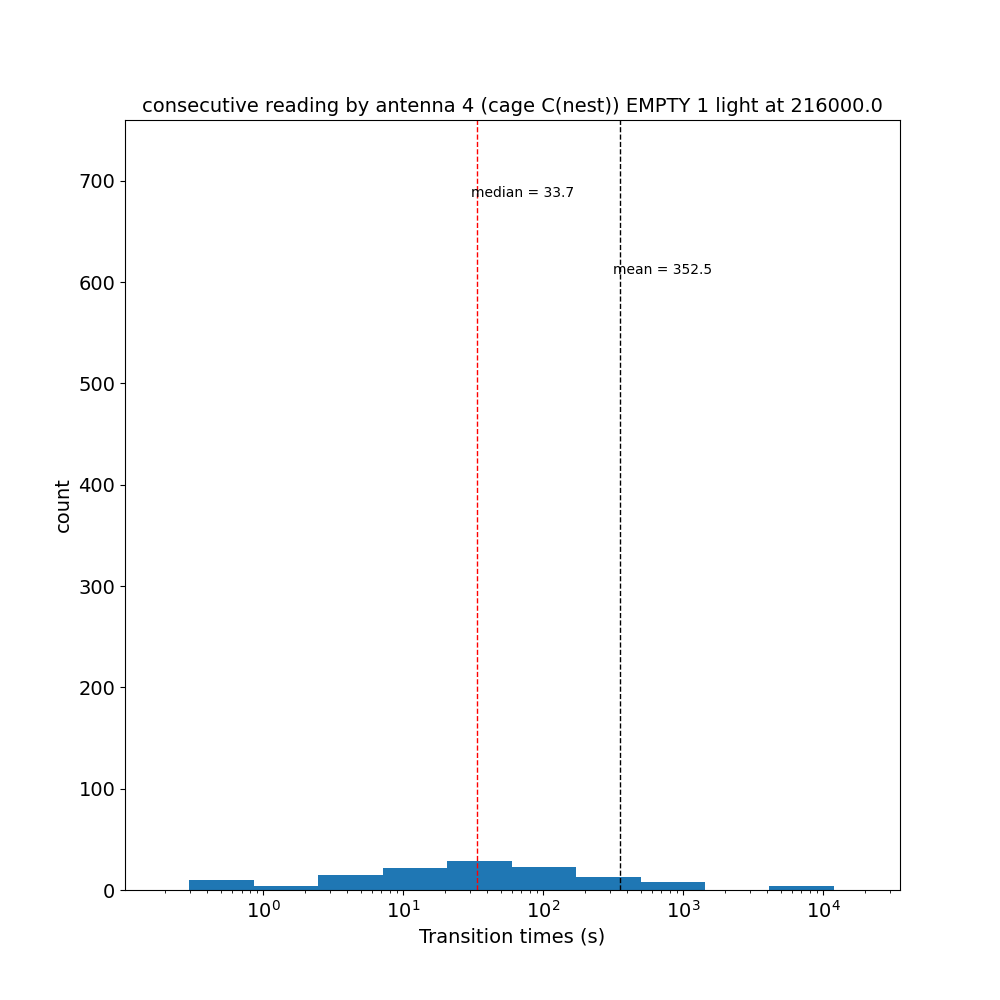 consecutive reading by antenna 4 (cage C(nest)) EMPTY 1 light at 216000.0
median = 33.7
mean = 352.5
count
700
600
500
400
300
200
100
0
10⁰ 10¹ 10² 10³ 10⁴
Transition times (s)